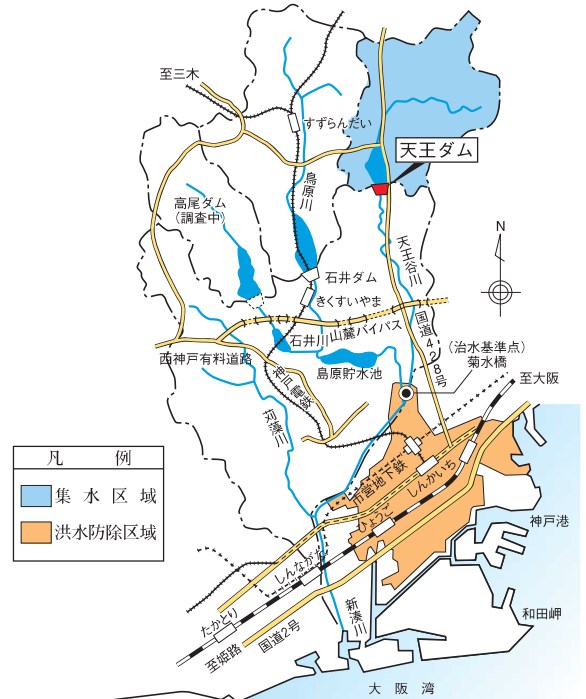 至三木
すずらんだい
天王ダム
烏原川
高尾ダム
(調査中)
天王谷川
N
石井ダム
きくすいやま
国道428号
石井川
山麓バイパス
(治水基準点)
菊水橋
西神戸有料道路
烏原貯水池
神戸電鉄
至大阪
苅藻川
凡 例
集水区域
洪水防除区域
市営地下鉄
しんかいち
ひょうご
神戸港
しんながた
たかとり
新湊川
和田岬
国道2号
至姫路
大阪湾